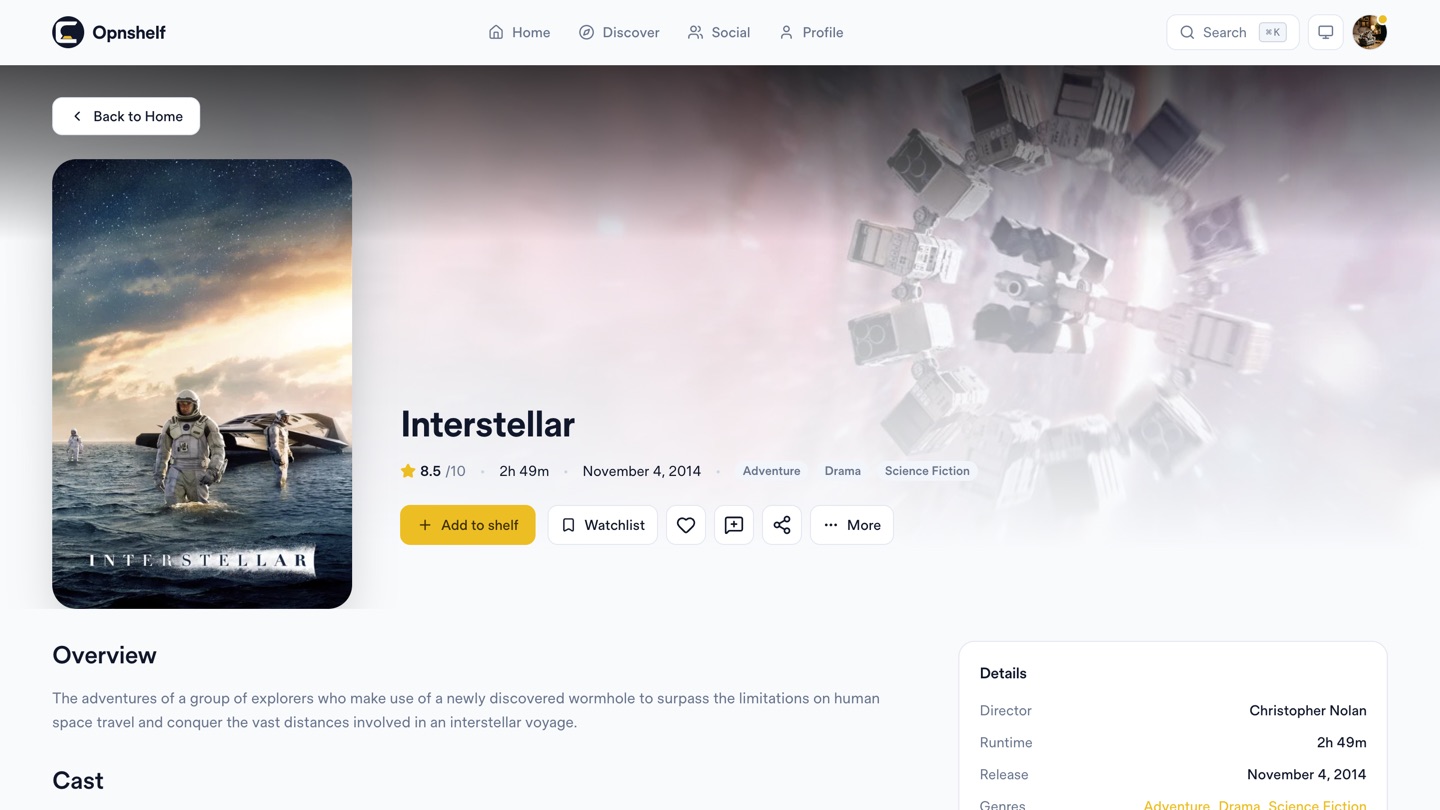 Opnshelf
Home
Discover
Social
Profile
Search
⌘K
Back to Home
INTERSTELLAR
Interstellar
8.5 /10 • 2h 49m • November 4, 2014 • Adventure Drama Science Fiction
Add to shelf
Watchlist
More
Overview
The adventures of a group of explorers who make use of a newly discovered wormhole to surpass the limitations on human
space travel and conquer the vast distances involved in an interstellar voyage.
Cast
Details
Director Christopher Nolan
Runtime 2h 49m
Release November 4, 2014
Genres Adventure, Drama, Science Fiction